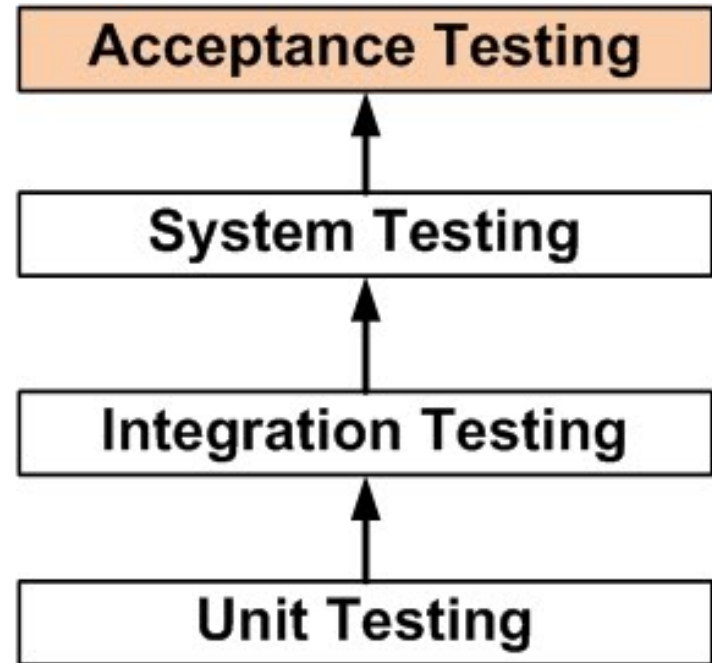 Acceptance Testing
System Testing
Integration Testing
Unit Testing